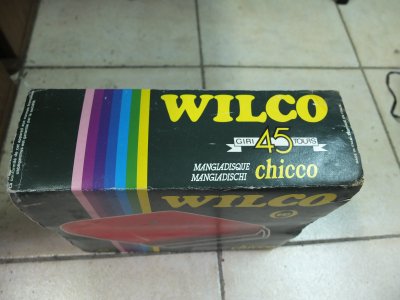 WILCO
GIRI 45 TOURS
MANGIADISQUE
MANGIADISCHI
chicco
WILCO